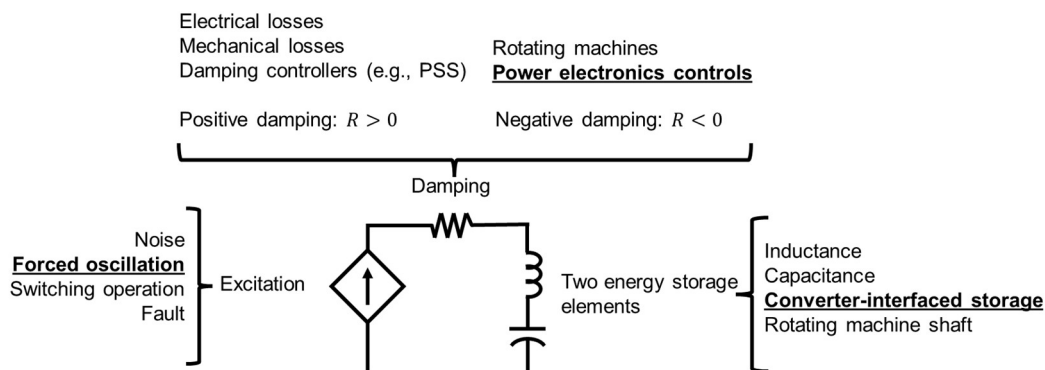 Electrical losses
Mechanical losses
Damping controllers (e.g., PSS)
Rotating machines
Power electronics controls
Positive damping: R > 0
Negative damping: R < 0
Damping
Noise
Forced oscillation
Switching operation
Fault
Excitation
Two energy storage
elements
Inductance
Capacitance
Converter-interfaced storage
Rotating machine shaft